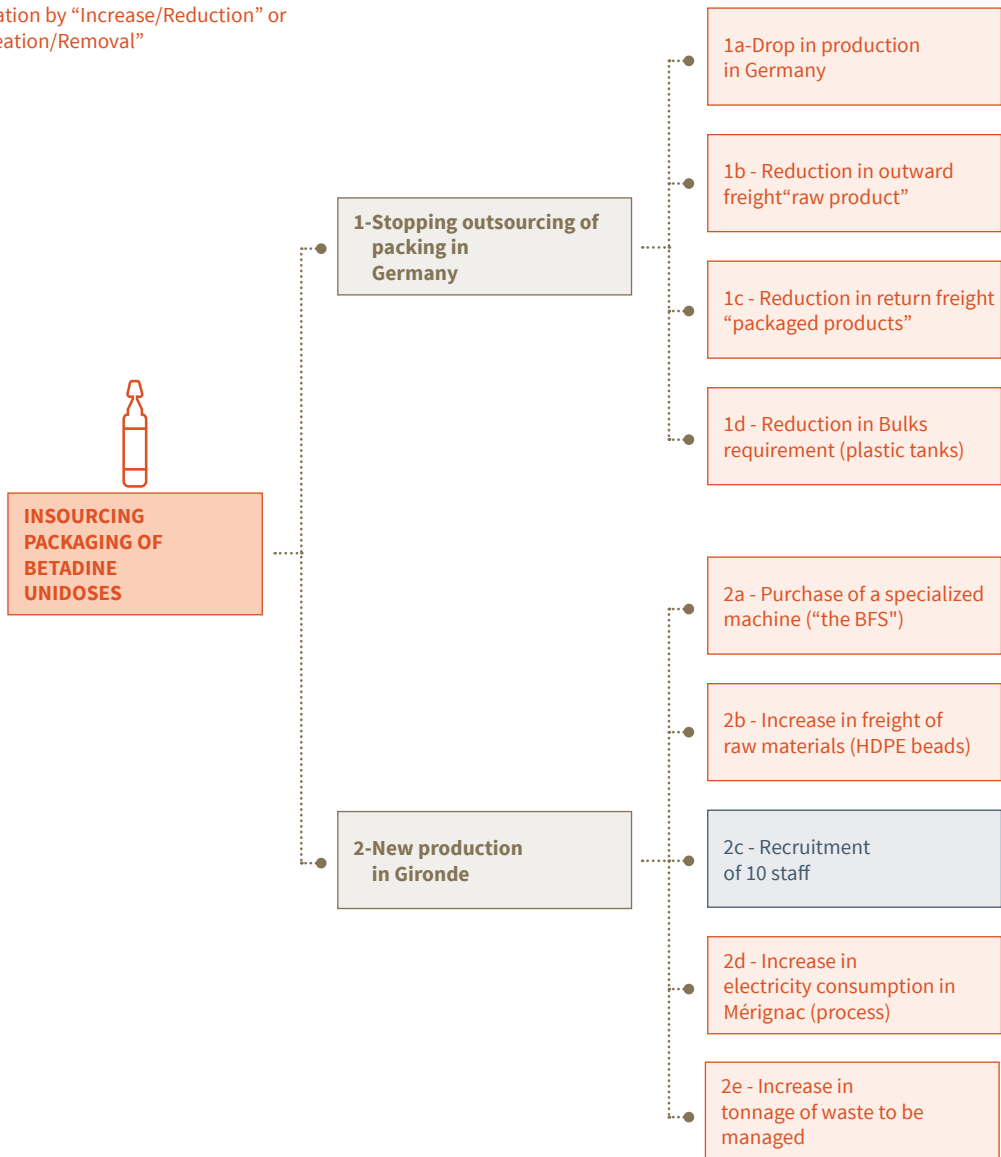 ation by “Increase/Reduction” or
eation/Removal”
1a-Drop in production
in Germany
1b - Reduction in outward
freight“raw product”
1-Stopping outsourcing of
packing in
Germany
1c - Reduction in return freight
“packaged products”
1d - Reduction in Bulks
requirement (plastic tanks)
INSOURCING
PACKAGING OF
BETADINE
UNIDOSES
2a - Purchase of a specialized
machine (“the BFS")
2b - Increase in freight of
raw materials (HDPE beads)
2-New production
in Gironde
2c - Recruitment
of 10 staff
2d - Increase in
electricity consumption in
Mérignac (process)
2e - Increase in
tonnage of waste to be
managed